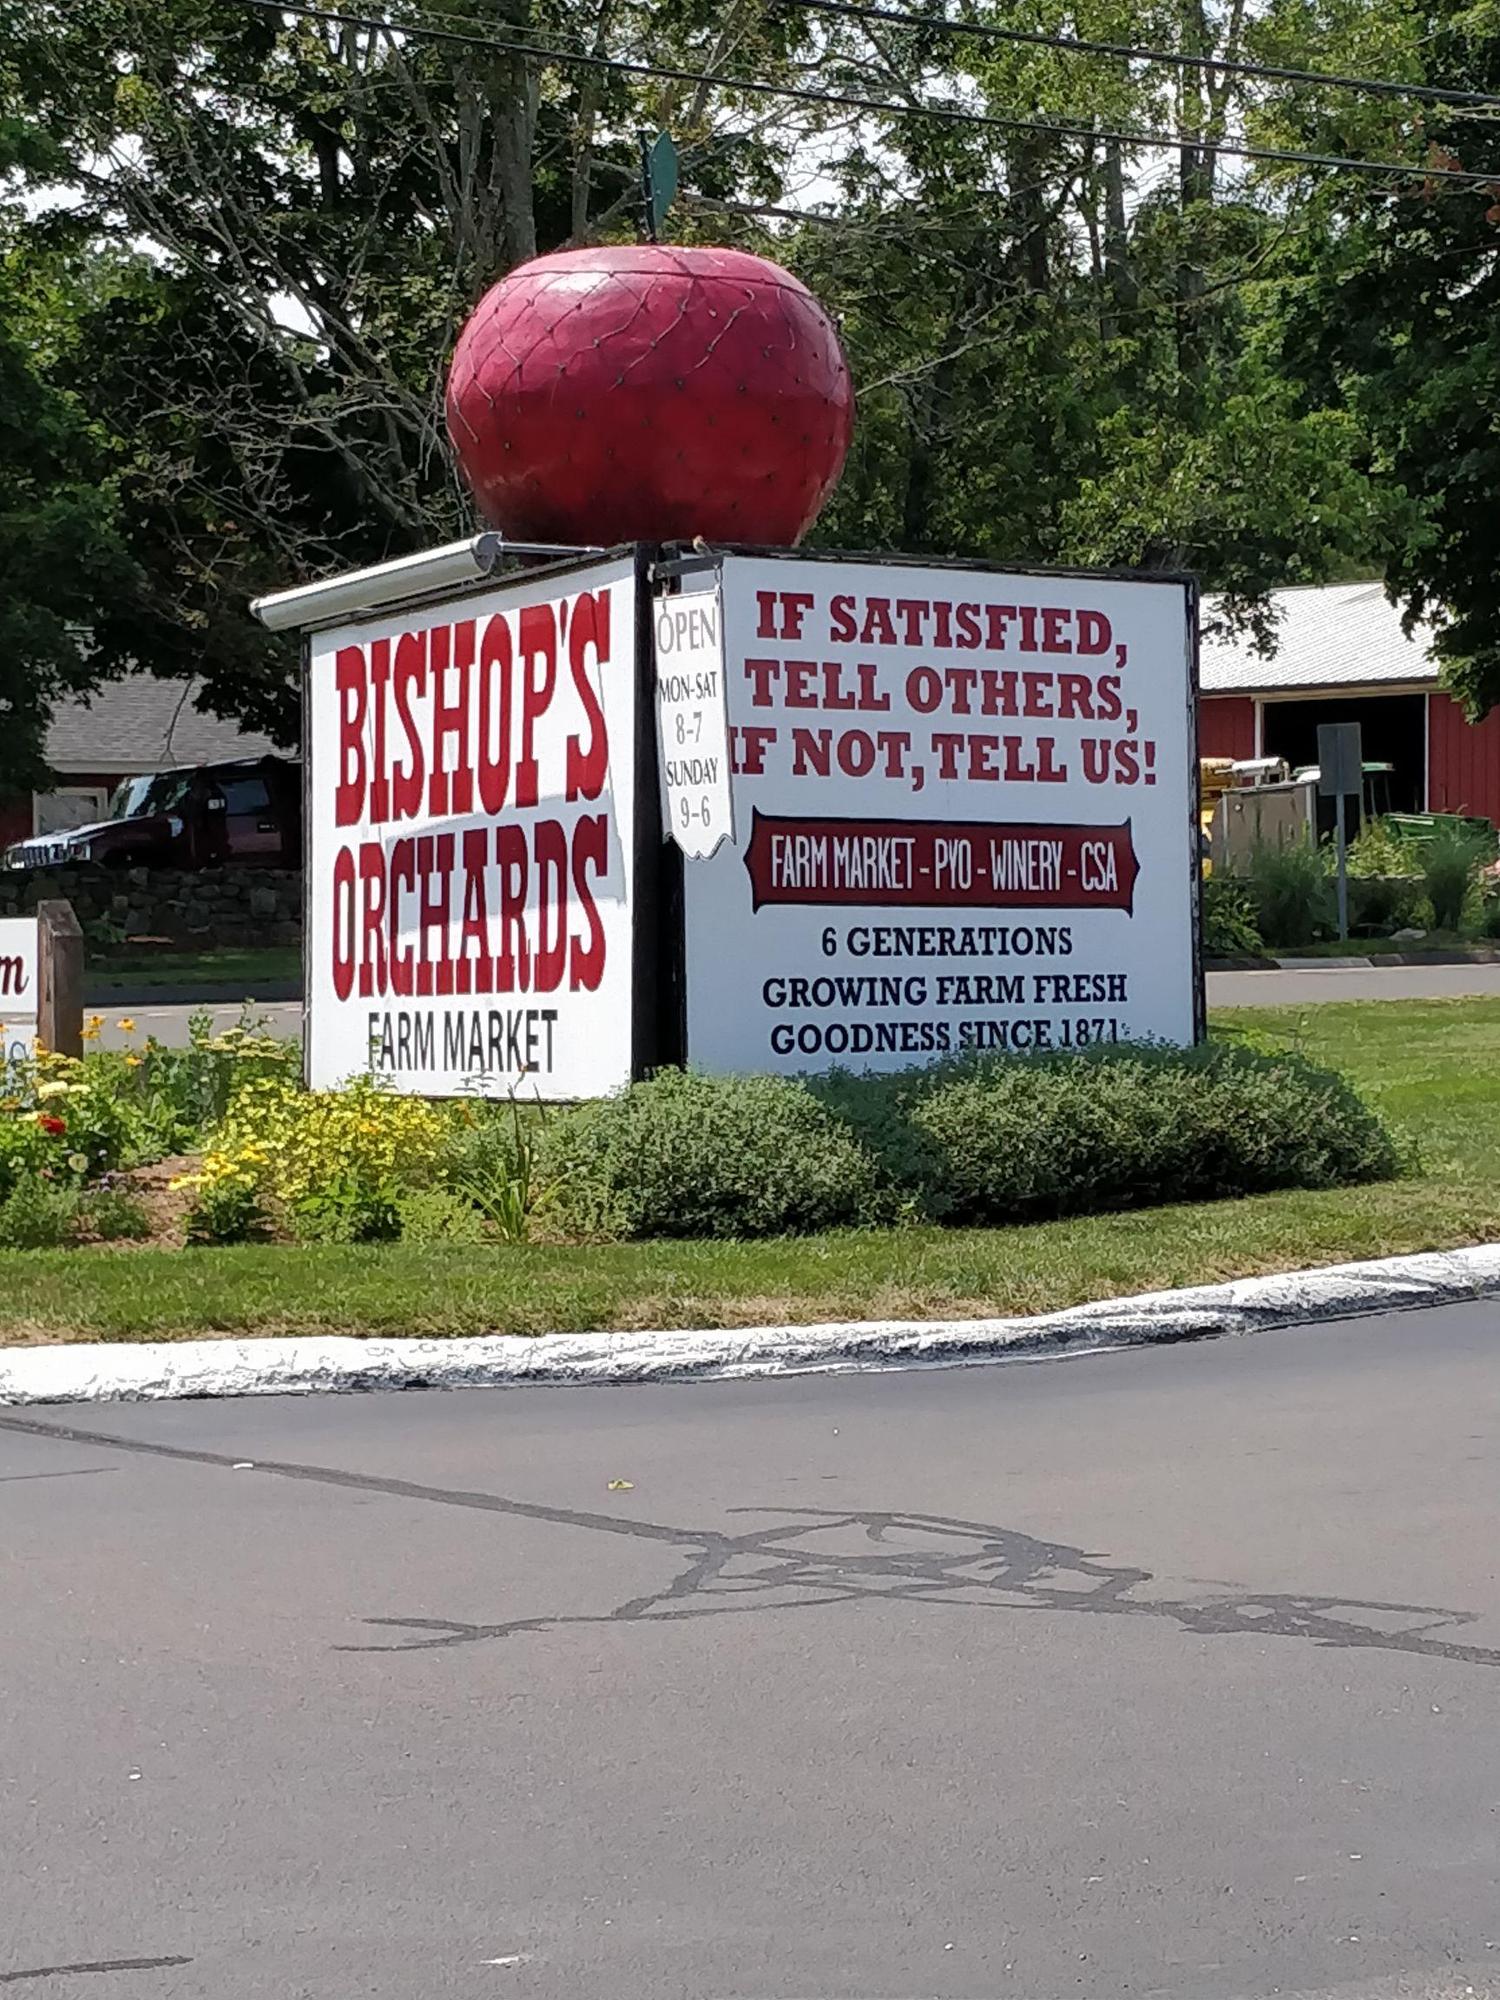 BISHOP'S
ORCHARDS
FARM MARKET
OPEN
MON-SAT
8-7
SUNDAY
9-6
IF SATISFIED,
TELL OTHERS,
IF NOT, TELL US!
FARM MARKET - PYO - WINERY - CSA
6 GENERATIONS
GROWING FARM FRESH
GOODNESS SINCE 1871